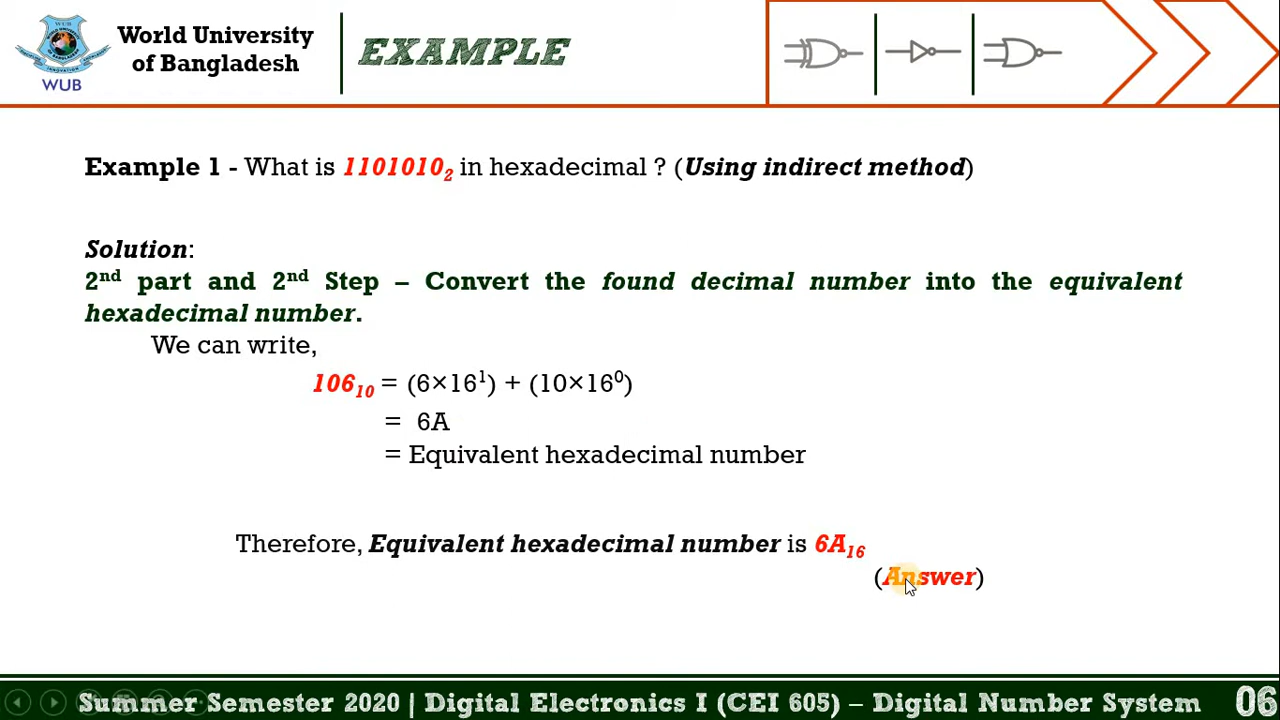 World University
of Bangladesh
WUB
EXAMPLE
Example 1 - What is 1101010₂ in hexadecimal ? (Using indirect method)
Solution:
2ⁿᵈ part and 2ⁿᵈ Step – Convert the found decimal number into the equivalent
hexadecimal number.
We can write,
106₁₀ = (6×16¹) + (10×16⁰)
= 6A
= Equivalent hexadecimal number
Therefore, Equivalent hexadecimal number is 6A₁₆
(Answer)
Summer Semester 2020 | Digital Electronics I (CEI 605) – Digital Number System 06